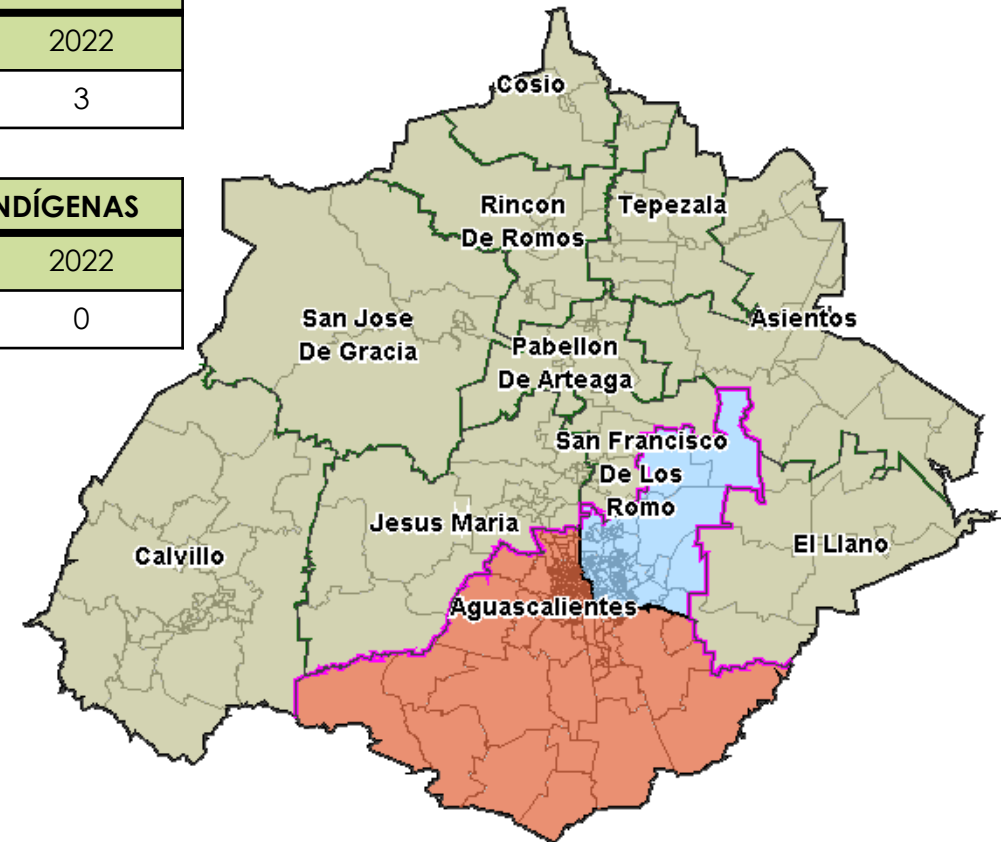 2022
3
NDÍGENAS
2022
0
Cosio
Rincon
De Romos
Tepezala
San Jose
De Gracia
Asientos
Pabellon
De Arteaga
San Francisco
De Los
Romo
Jesus Maria
Calvillo
El Llano
Aguascalientes